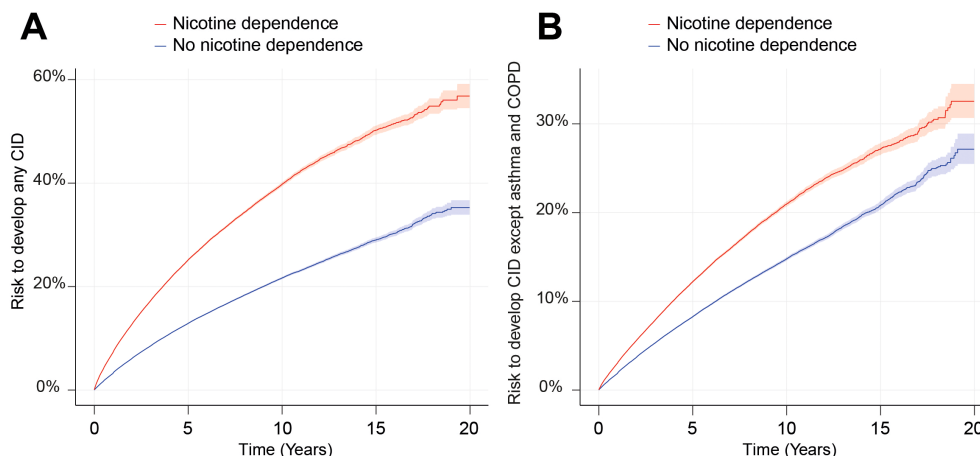 A
Nicotine dependence
No nicotine dependence
Risk to develop any CID
60%
40%
20%
0%
0 5 10 15 20
Time (Years)
B
Nicotine dependence
No nicotine dependence
Risk to develop CID except asthma and COPD
30%
20%
10%
0%
0 5 10 15 20
Time (Years)